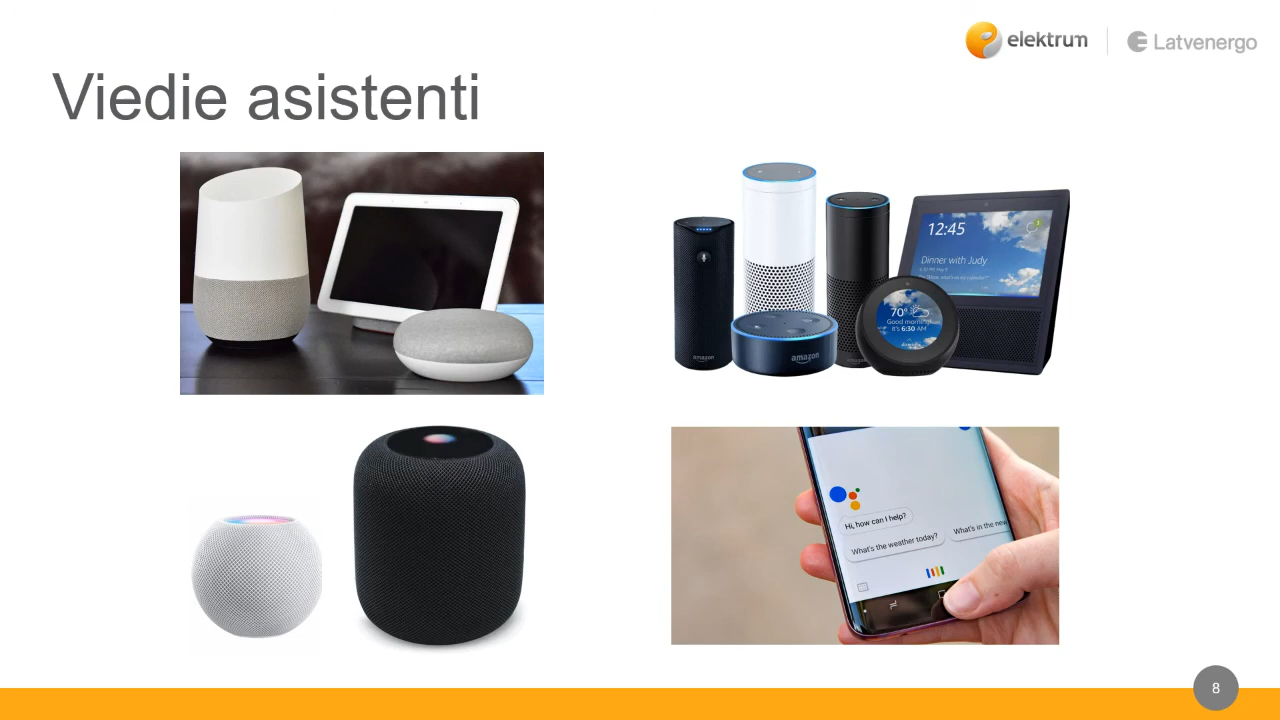 elektrum
Latvenergo
Viedie asistenti
12:45
Dinner with Judy
amazon
amazon
70°
Good morning
It's 6:30 AM
Hi, how can I help?
What's the weather today?
What's in the new
8